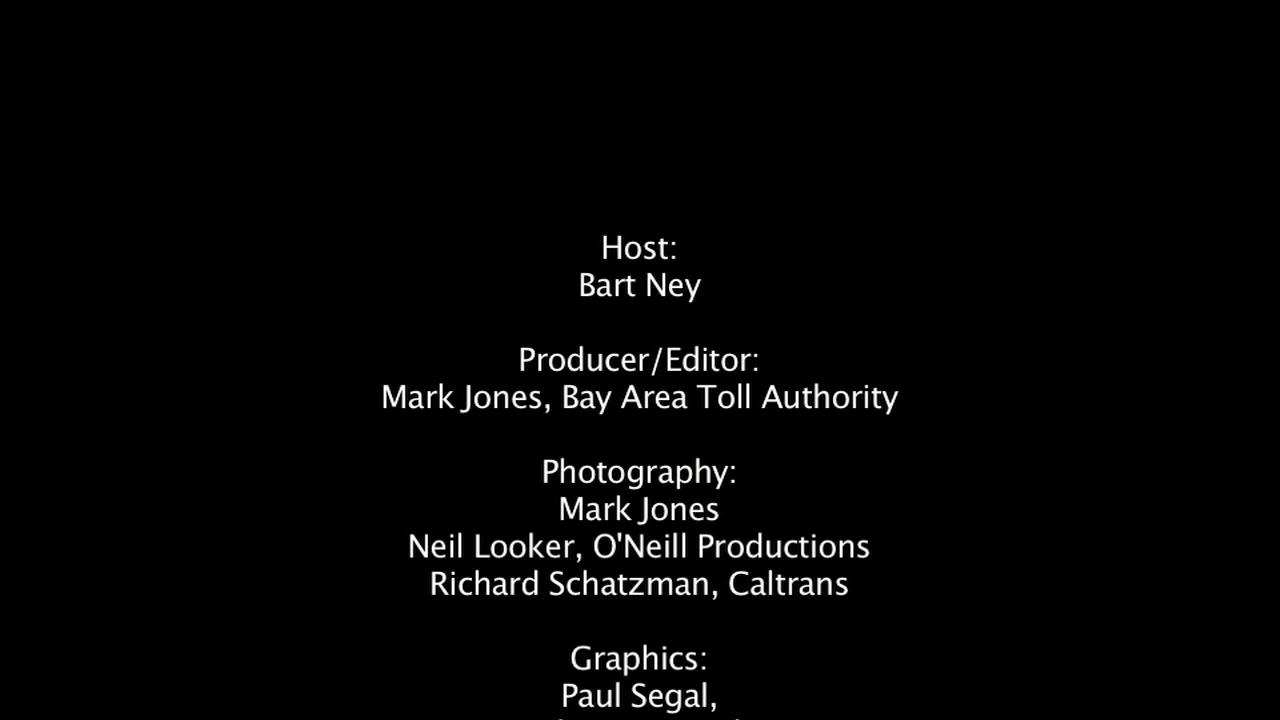 Host:
Bart Ney
Producer/Editor:
Mark Jones, Bay Area Toll Authority
Photography:
Mark Jones
Neil Looker, O'Neill Productions
Richard Schatzman, Caltrans
Graphics:
Paul Segal,